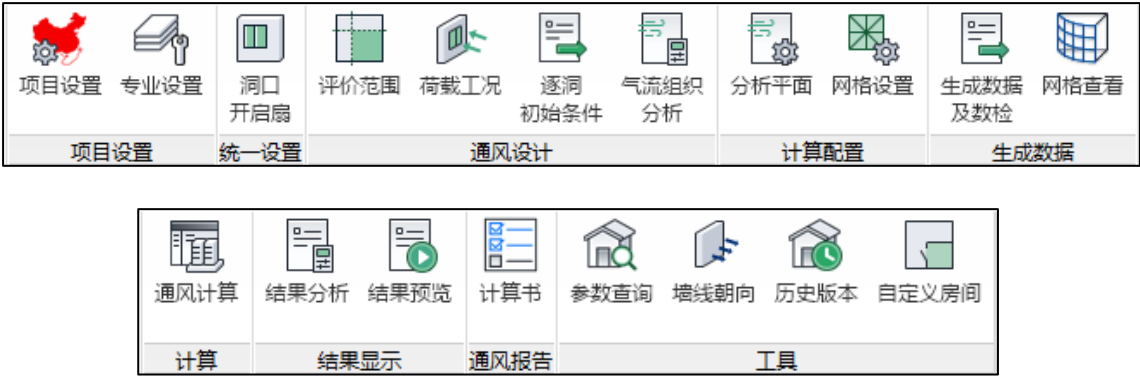 项目设置 专业设置 洞口 评价范围 荷载工况 逐洞 气流组织 分析平面 网格设置 生成数据 网格查看
开启扇 初始条件 分析 及数检
项目设置 统一设置 通风设计 计算配置 生成数据
通风计算 结果分析 结果预览 计算书 参数查询 墙线朝向 历史版本 自定义房间
计算 结果显示 通风报告 工具